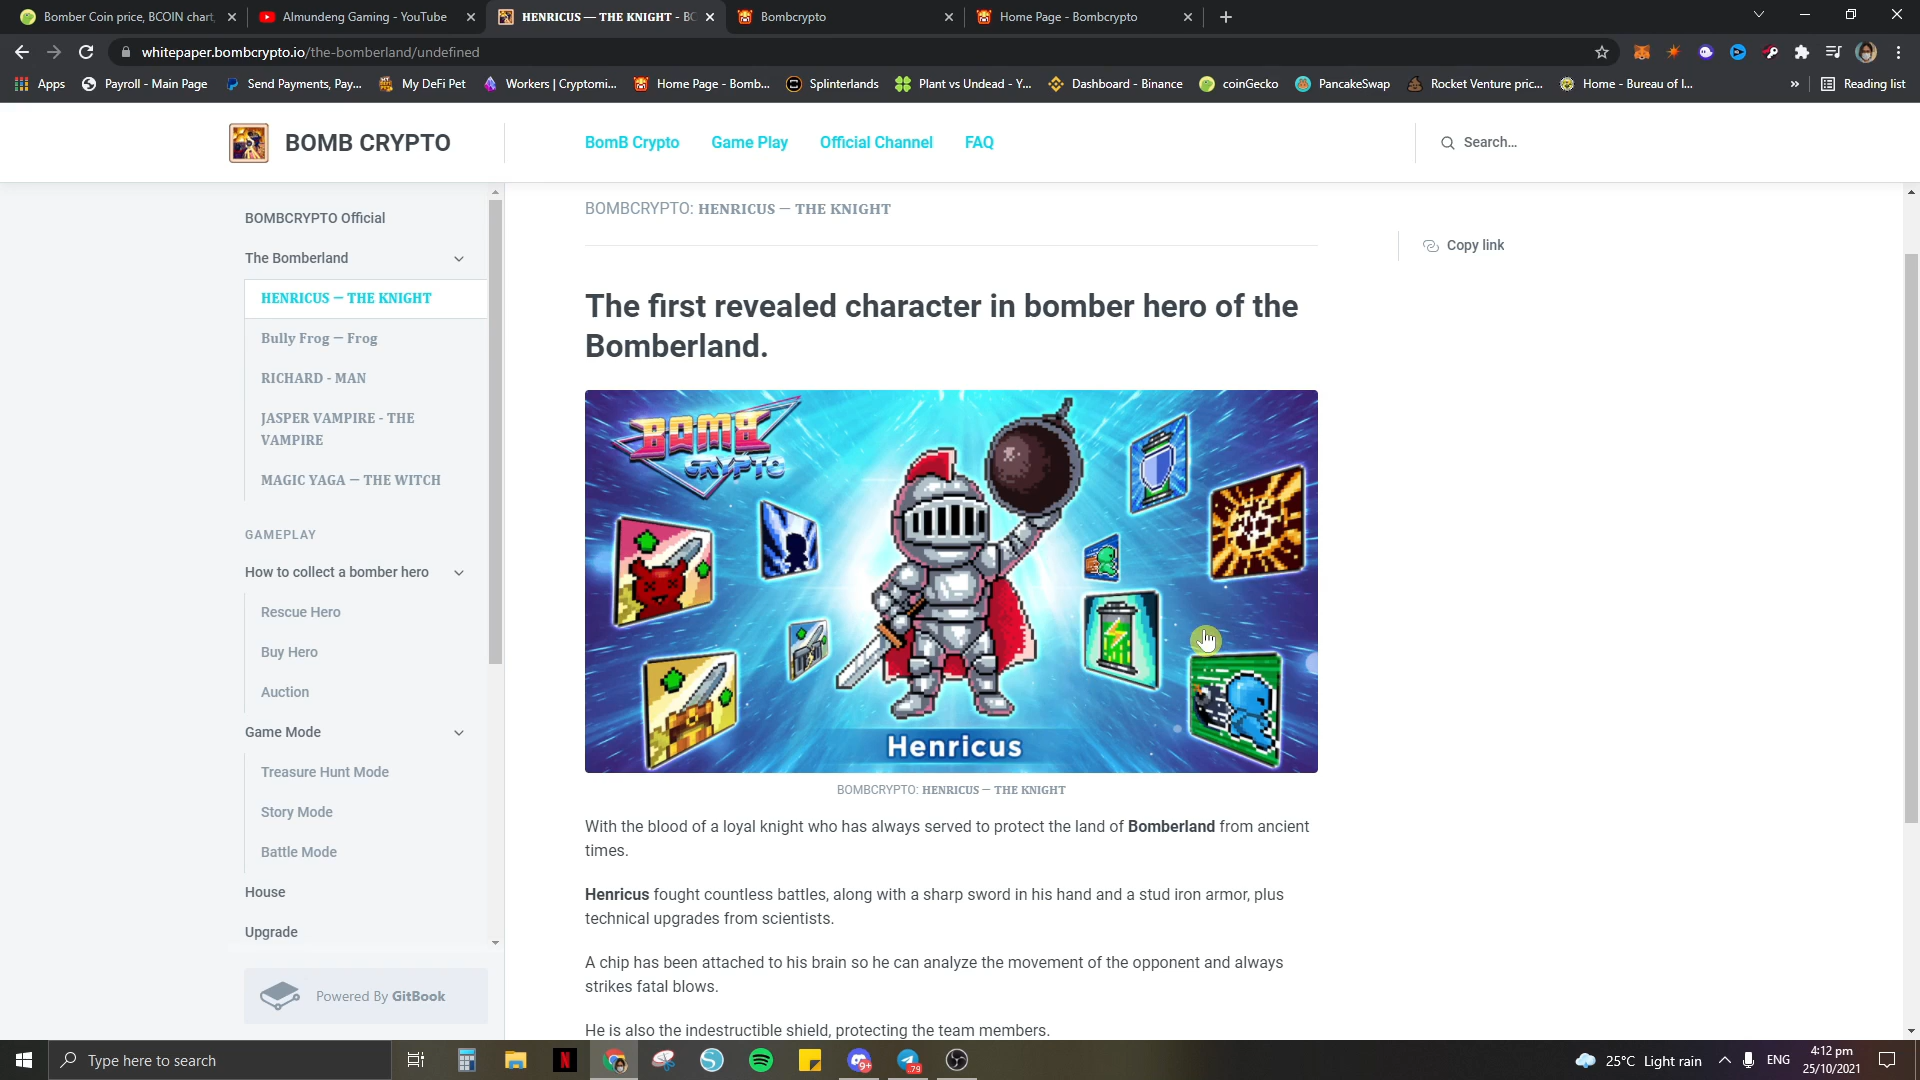 Bomber Coin price, BCOIN chart,
Almundeng Gaming - YouTube
HENRICUS — THE KNIGHT - BC
Bombcrypto
Home Page - Bombcrypto
whitepaper.bombcrypto.io/the-bomberland/undefined
Apps
Payroll - Main Page
Send Payments, Pay...
My DeFi Pet
Workers | Cryptomi...
Home Page - Bomb...
Splinterlands
Plant vs Undead - Y...
Dashboard - Binance
coinGecko
PancakeSwap
Rocket Venture pric...
Home - Bureau of I...
»
Reading list
BOMB CRYPTO
BomB Crypto
Game Play
Official Channel
FAQ
Search...
BOMBCRYPTO Official
The Bomberland
HENRICUS — THE KNIGHT
Bully Frog — Frog
RICHARD - MAN
JASPER VAMPIRE - THE
VAMPIRE
MAGIC YAGA — THE WITCH
GAMEPLAY
How to collect a bomber hero
Rescue Hero
Buy Hero
Auction
Game Mode
Treasure Hunt Mode
Story Mode
Battle Mode
House
Upgrade
Powered By GitBook
BOMBCRYPTO: HENRICUS — THE KNIGHT
Copy link
The first revealed character in bomber hero of the
Bomberland.
BOMB
CRYPTO
Henricus
BOMBCRYPTO: HENRICUS — THE KNIGHT
With the blood of a loyal knight who has always served to protect the land of Bomberland from ancient
times.
Henricus fought countless battles, along with a sharp sword in his hand and a stud iron armor, plus
technical upgrades from scientists.
A chip has been attached to his brain so he can analyze the movement of the opponent and always
strikes fatal blows.
He is also the indestructible shield, protecting the team members.
Type here to search
9+
79
25°C Light rain
ENG
4:12 pm
25/10/2021